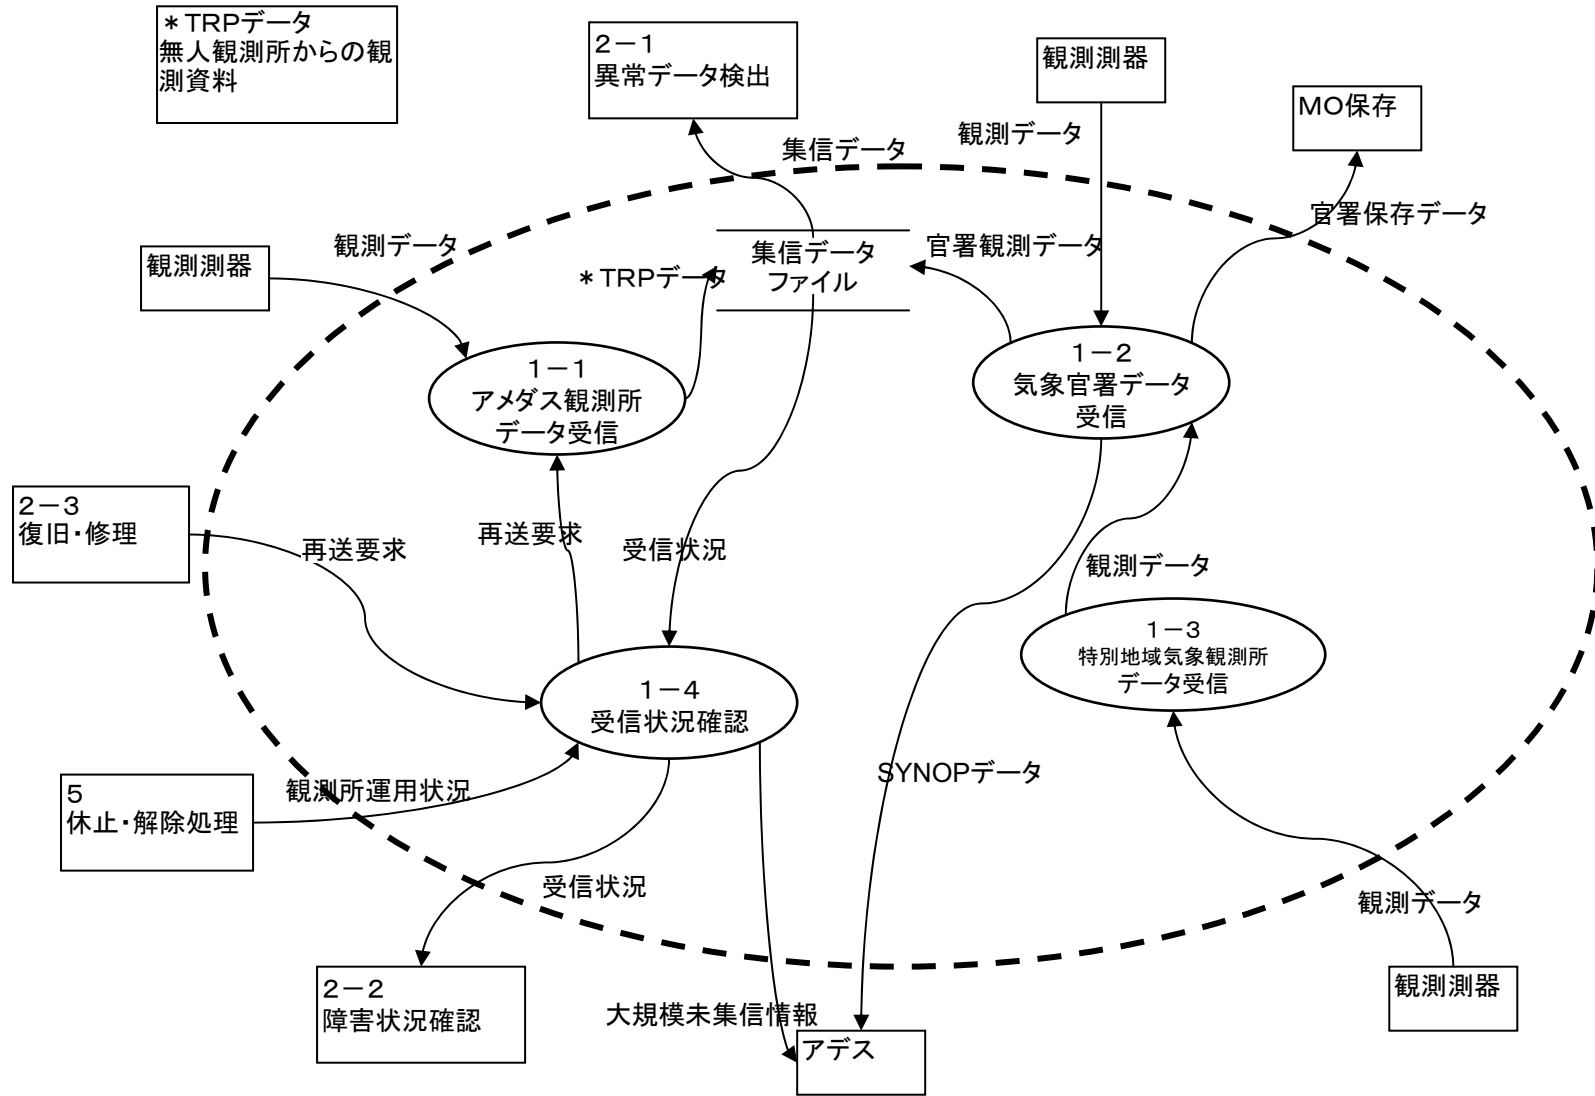 ＊TRPデータ
無人観測所からの観
測資料
2－1
異常データ検出
観測測器
MO保存
集信データ
観測データ
官署保存データ
観測データ
観測測器
＊TRPデータ
集信データ
ファイル
官署観測データ
1－1
アメダス観測所
データ受信
1－2
気象官署データ
受信
2－3
復旧・修理
再送要求
再送要求
受信状況
観測データ
1－3
特別地域気象観測所
データ受信
1－4
受信状況確認
5
休止・解除処理
観測所運用状況
SYNOPデータ
受信状況
観測データ
2－2
障害状況確認
大規模未集信情報
アデス
観測測器